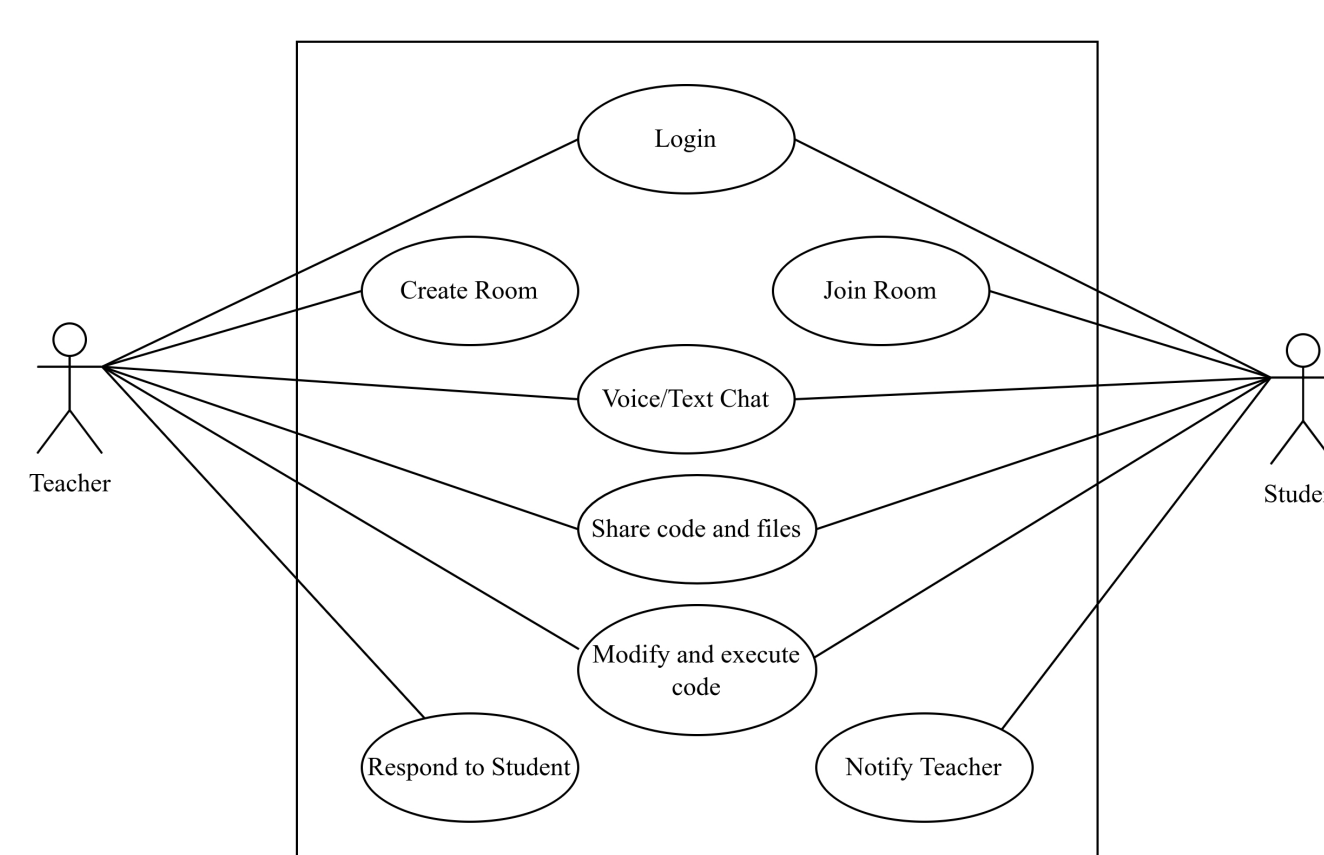 Login
Create Room
Join Room
Voice/Text Chat
Teacher
Share code and files
Modify and execute
code
Respond to Student
Notify Teacher